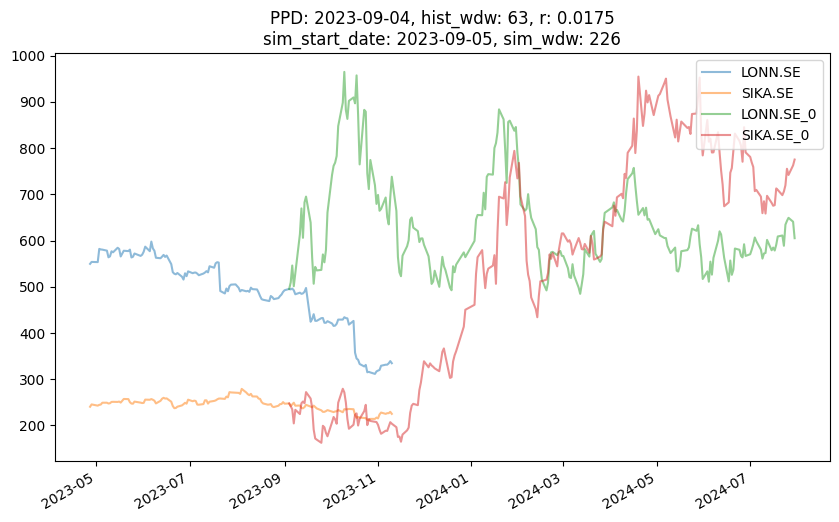 PPD: 2023-09-04, hist_wdw: 63, r: 0.0175
sim_start_date: 2023-09-05, sim_wdw: 226
1000
900
800
700
600
500
400
300
200
LONN.SE
SIKA.SE
LONN.SE_0
SIKA.SE_0
2023-05
2023-07
2023-09
2023-11
2024-01
2024-03
2024-05
2024-07